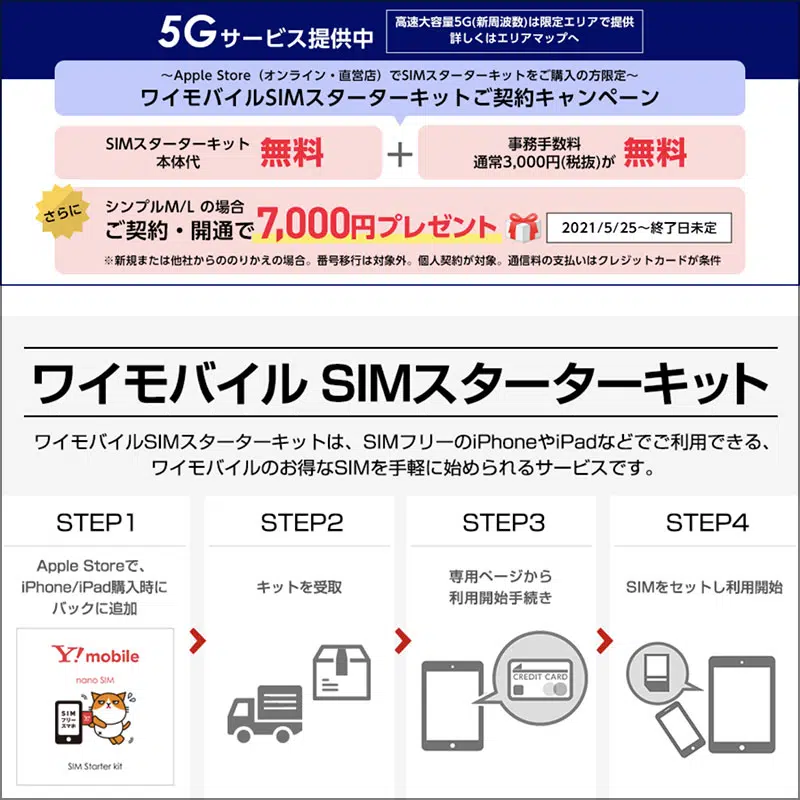 5Gサービス提供中
高速大容量5G(新周波数)は限定エリアで提供
詳しくはエリアマップへ
～Apple Store（オンライン・直営店）でSIMスターターキットをご購入の方限定～
ワイモバイルSIMスターターキットご契約キャンペーン
SIMスターターキット
本体代
無料
+
事務手数料
通常3,000円(税抜)が
無料
さらに
シンプルM/L の場合
ご契約・開通で7,000円プレゼント
2021/5/25～終了日未定
※新規または他社からののりかえの場合。番号移行は対象外。個人契約が対象。通信料の支払いはクレジットカードが条件
ワイモバイル SIMスターターキット
ワイモバイルSIMスターターキットは、SIMフリーのiPhoneやiPadなどでご利用できる、
ワイモバイルのお得なSIMを手軽に始められるサービスです。
STEP1
Apple Storeで、
iPhone/iPad購入時に
バックに追加
Y!mobile
nano SIM
SIM
フリー
スマホ
SIM Starter kit
STEP2
キットを受取
STEP3
専用ページから
利用開始手続き
CREDIT CARD
STEP4
SIMをセットし利用開始